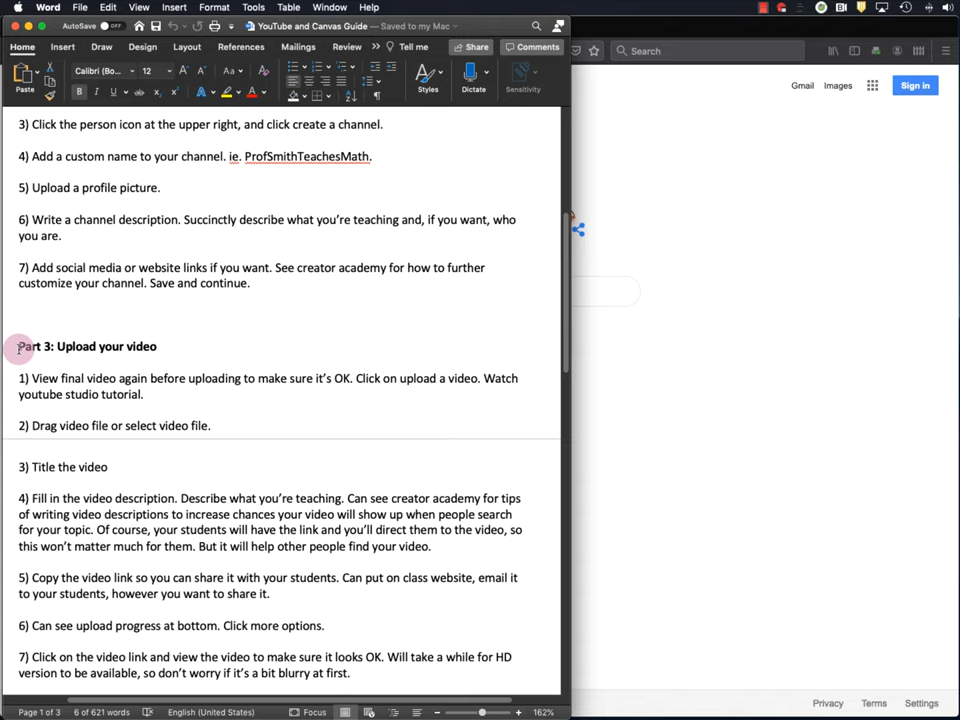 Word File Edit View Insert Format Tools Table Window Help
AutoSave OFF YouTube and Canvas Guide — Saved to my Mac
Home Insert Draw Design Layout References Mailings Review Tell me Share Comments
Search
Paste Calibri (Bo... 12 Aa Styles Dictate Sensitivity
B I U ab x x A A
Gmail Images Sign in
3) Click the person icon at the upper right, and click create a channel.
4) Add a custom name to your channel. ie. ProfSmithTeachesMath.
5) Upload a profile picture.
6) Write a channel description. Succinctly describe what you're teaching and, if you want, who
you are.
7) Add social media or website links if you want. See creator academy for how to further
customize your channel. Save and continue.
Part 3: Upload your video
1) View final video again before uploading to make sure it's OK. Click on upload a video. Watch
youtube studio tutorial.
2) Drag video file or select video file.
3) Title the video
4) Fill in the video description. Describe what you're teaching. Can see creator academy for tips
of writing video descriptions to increase chances your video will show up when people search
for your topic. Of course, your students will have the link and you'll direct them to the video, so
this won't matter much for them. But it will help other people find your video.
5) Copy the video link so you can share it with your students. Can put on class website, email it
to your students, however you want to share it.
6) Can see upload progress at bottom. Click more options.
7) Click on the video link and view the video to make sure it looks OK. Will take a while for HD
version to be available, so don't worry if it's a bit blurry at first.
Privacy Terms Settings
Page 1 of 3 6 of 621 words English (United States) Focus 162%